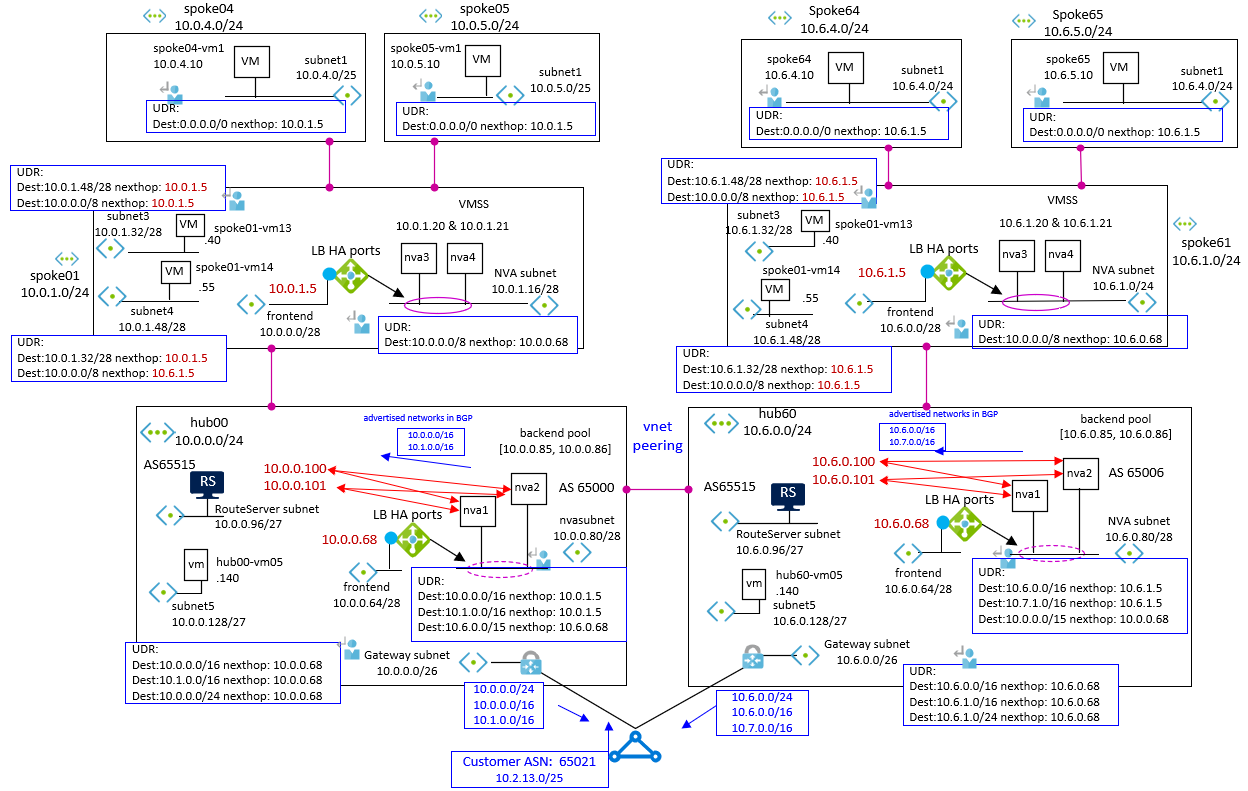 spoke04
10.0.4.0/24
spoke05
10.0.5.0/24
Spoke64
10.6.4.0/24
Spoke65
10.6.5.0/24
spoke04-vm1
10.0.4.10
VM
subnet1
10.0.4.0/25
UDR:
Dest:0.0.0.0/0 nexthop: 10.0.1.5
spoke05-vm1
10.0.5.10
VM
subnet1
10.0.5.0/25
UDR:
Dest:0.0.0.0/0 nexthop: 10.0.1.5
spoke64
10.6.4.10
VM
subnet1
10.6.4.0/24
UDR:
Dest:0.0.0.0/0 nexthop: 10.6.1.5
spoke65
10.6.5.10
VM
subnet1
10.6.4.0/24
UDR:
Dest:0.0.0.0/0 nexthop: 10.6.1.5
UDR:
Dest:10.0.1.48/28 nexthop: 10.0.1.5
Dest:10.0.0.0/8 nexthop: 10.0.1.5
subnet3
10.0.1.32/28
VM
spoke01-vm13
.40
spoke01
10.0.1.0/24
VM
spoke01-vm14
.55
subnet4
10.0.1.48/28
VMSS
10.0.1.20 & 10.0.1.21
LB HA ports
nva3
nva4
10.0.1.5
NVA subnet
10.0.1.16/28
frontend
10.0.0.0/28
UDR:
Dest:10.0.0.0/8 nexthop: 10.0.0.68
UDR:
Dest:10.0.1.32/28 nexthop: 10.0.1.5
Dest:10.0.0.0/8 nexthop: 10.6.1.5
UDR:
Dest:10.6.1.48/28 nexthop: 10.6.1.5
Dest:10.0.0.0/8 nexthop: 10.6.1.5
subnet3
10.6.1.32/28
VM
spoke01-vm13
.40
spoke01-vm14
VM
.55
subnet4
10.6.1.48/28
VMSS
10.6.1.20 & 10.6.1.21
LB HA ports
nva3
nva4
10.6.1.5
NVA subnet
10.6.1.0/24
frontend
10.6.0.0/28
spoke61
10.6.1.0/24
UDR:
Dest:10.0.0.0/8 nexthop: 10.6.0.68
UDR:
Dest:10.6.1.32/28 nexthop: 10.6.1.5
Dest:10.0.0.0/8 nexthop: 10.6.1.5
hub00
10.0.0.0/24
advertised networks in BGP
10.0.0.0/16
10.1.0.0/16
backend pool
[10.0.0.85, 10.0.0.86]
AS65515
RS
10.0.0.100
10.0.0.101
nva2
AS 65000
RouteServer subnet
10.0.0.96/27
LB HA ports
nva1
10.0.0.68
nvasubnet
10.0.0.80/28
vm
hub00-vm05
.140
subnet5
10.0.0.128/27
frontend
10.0.0.64/28
UDR:
Dest:10.0.0.0/16 nexthop: 10.0.1.5
Dest:10.1.0.0/16 nexthop: 10.0.1.5
Dest:10.6.0.0/15 nexthop: 10.6.0.68
UDR:
Dest:10.0.0.0/16 nexthop: 10.0.0.68
Dest:10.1.0.0/16 nexthop: 10.0.0.68
Dest:10.0.0.0/24 nexthop: 10.0.0.68
Gateway subnet
10.0.0.0/26
vnet
peering
hub60
10.6.0.0/24
advertised networks in BGP
10.6.0.0/16
10.7.0.0/16
backend pool
[10.6.0.85, 10.6.0.86]
AS65515
RS
10.6.0.100
10.6.0.101
nva2
AS 65006
RouteServer subnet
10.6.0.96/27
LB HA ports
nva1
10.6.0.68
NVA subnet
10.6.0.80/28
vm
hub60-vm05
.140
subnet5
10.6.0.128/27
frontend
10.6.0.64/28
UDR:
Dest:10.6.0.0/16 nexthop: 10.6.1.5
Dest:10.7.1.0/16 nexthop: 10.6.1.5
Dest:10.0.0.0/15 nexthop: 10.0.0.68
Gateway subnet
10.6.0.0/26
UDR:
Dest:10.6.0.0/16 nexthop: 10.6.0.68
Dest:10.6.1.0/16 nexthop: 10.6.0.68
Dest:10.6.1.0/24 nexthop: 10.6.0.68
10.0.0.0/24
10.0.0.0/16
10.1.0.0/16
10.6.0.0/24
10.6.0.0/16
10.7.0.0/16
Customer ASN: 65021
10.2.13.0/25